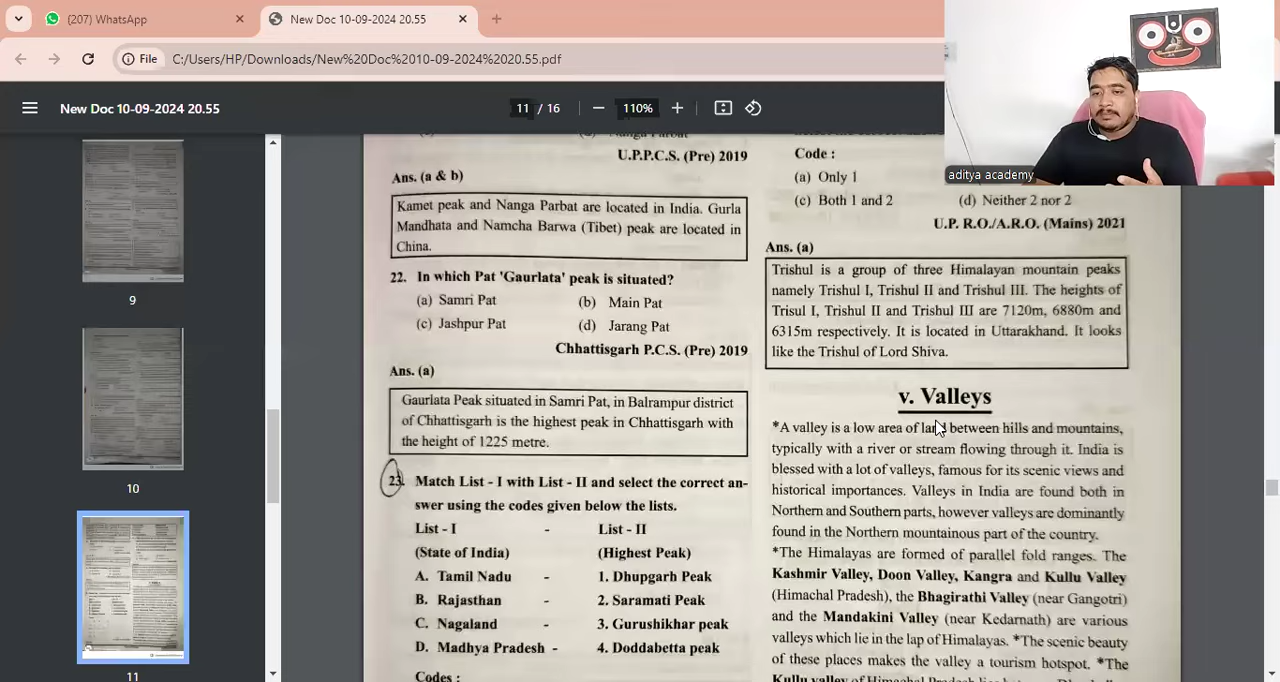 (207) WhatsApp
New Doc 10-09-2024 20.55
File
C:/Users/HP/Downloads/New%20Doc%2010-09-2024%2020.55.pdf
New Doc 10-09-2024 20.55
11 / 16
110%
aditya academy
9
10
11
Nanga Parbat
U.P.P.C.S. (Pre) 2019
Ans. (a & b)
Kamet peak and Nanga Parbat are located in India. Gurla
Mandhata and Namcha Barwa (Tibet) peak are located in
China.
22. In which Pat 'Gaurlata' peak is situated?
(a) Samri Pat
(b) Main Pat
(c) Jashpur Pat
(d) Jarang Pat
Chhattisgarh P.C.S. (Pre) 2019
Ans. (a)
Gaurlata Peak situated in Samri Pat, in Balrampur district
of Chhattisgarh is the highest peak in Chhattisgarh with
the height of 1225 metre.
23. Match List - I with List - II and select the correct an-
swer using the codes given below the lists.
List - I - List - II
(State of India) (Highest Peak)
A. Tamil Nadu - 1. Dhupgarh Peak
B. Rajasthan - 2. Saramati Peak
C. Nagaland - 3. Gurushikhar peak
D. Madhya Pradesh - 4. Doddabetta peak
Codes :
Code :
(a) Only 1
(c) Both 1 and 2
(d) Neither 2 nor 2
U.P. R.O./A.R.O. (Mains) 2021
Ans. (a)
Trishul is a group of three Himalayan mountain peaks
namely Trishul I, Trishul II and Trishul III. The heights of
Trisul I, Trishul II and Trishul III are 7120m, 6880m and
6315m respectively. It is located in Uttarakhand. It looks
like the Trishul of Lord Shiva.
v. Valleys
*A valley is a low area of land between hills and mountains,
typically with a river or stream flowing through it. India is
blessed with a lot of valleys, famous for its scenic views and
historical importances. Valleys in India are found both in
Northern and Southern parts, however valleys are dominantly
found in the Northern mountainous part of the country.
*The Himalayas are formed of parallel fold ranges. The
Kashmir Valley, Doon Valley, Kangra and Kullu Valley
(Himachal Pradesh), the Bhagirathi Valley (near Gangotri)
and the Mandakini Valley (near Kedarnath) are various
valleys which lie in the lap of Himalayas. *The scenic beauty
of these places makes the valley a tourism hotspot. *The
Kullu valley of Himachal Pradesh lies